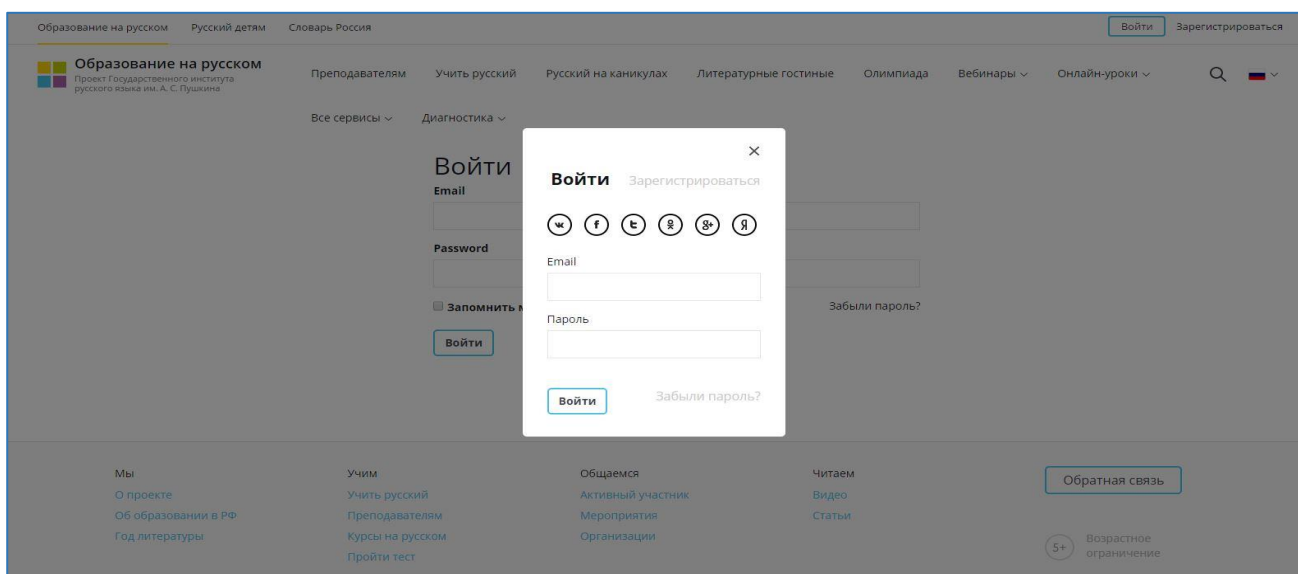 Образование на русском Русский детям Словарь Россия Войти Зарегистрироваться
Образование на русском
Проект Государственного института
русского языка им. А. С. Пушкина
Преподавателям Учить русский Русский на каникулах Литературные гостиные Олимпиада Вебинары Онлайн-уроки
Все сервисы Диагностика
Войти
Email
Password
Запомнить
Забыли пароль?
Войти
Войти Зарегистрироваться
Email
Пароль
Войти Забыли пароль?
Мы
О проекте
Об образовании в РФ
Год литературы
Учим
Учить русский
Преподавателям
Курсы на русском
Пройти тест
Общаемся
Активный участник
Мероприятия
Организации
Читаем
Видео
Статьи
Обратная связь
5+
Возрастное
ограничение